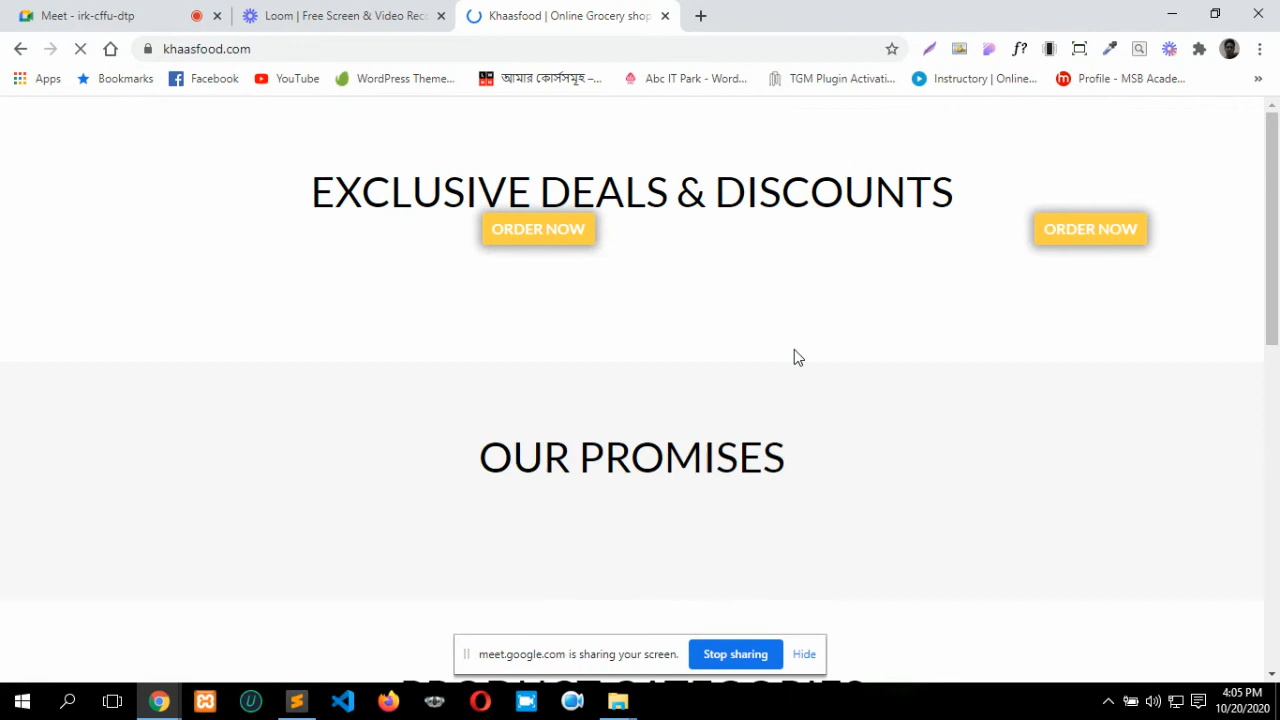 Meet - irk-cffu-dtp
Loom | Free Screen & Video Rec
Khaasfood | Online Grocery shop
khaasfood.com
f?
Apps
Bookmarks
Facebook
YouTube
WordPress Theme...
আমার কোর্সসমূহ –...
Abc IT Park - Word...
TGM Plugin Activati...
Instructory | Online...
Profile - MSB Acade...
»
EXCLUSIVE DEALS & DISCOUNTS
ORDER NOW
ORDER NOW
OUR PROMISES
meet.google.com is sharing your screen.
Stop sharing
Hide
PRODUCT CATEGORIES
4:05 PM
10/20/2020